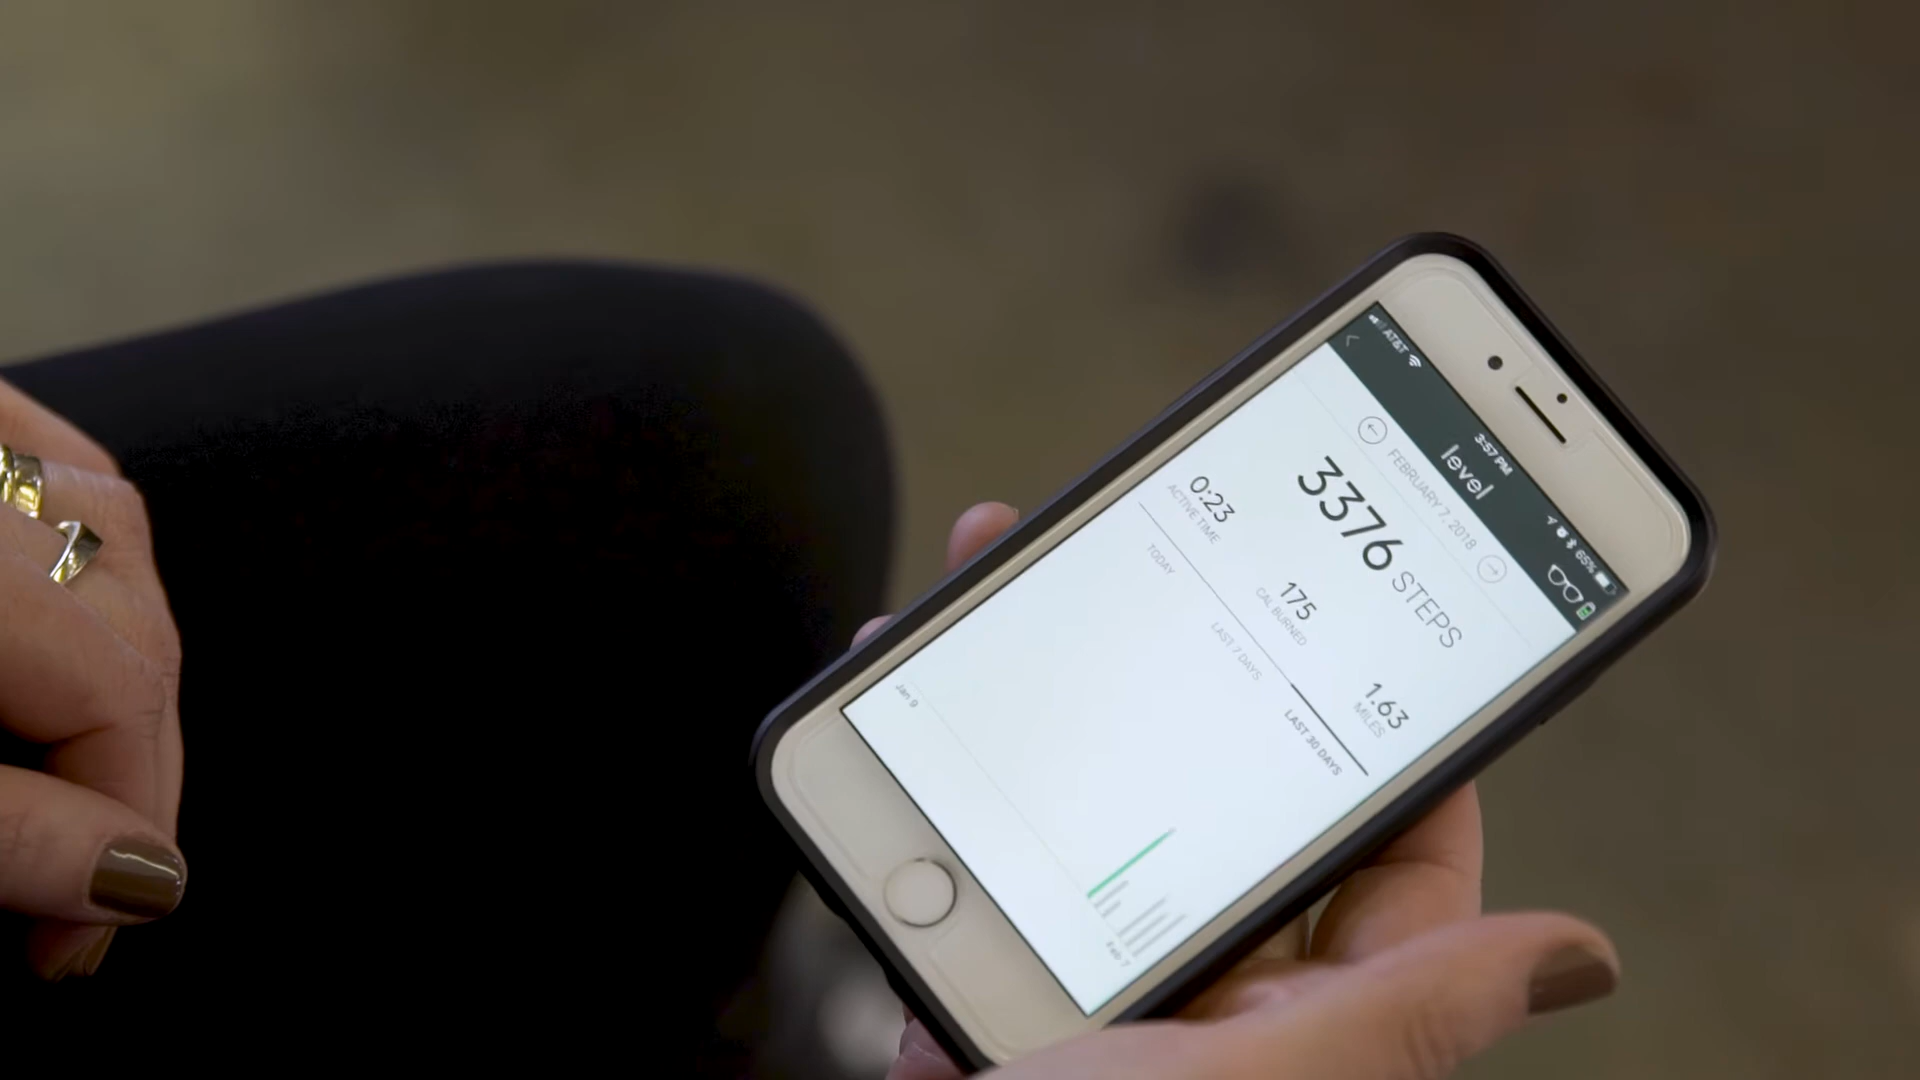 AT&T 3:57 PM 65%
level
FEBRUARY 7, 2018
3376 STEPS
0:23 175 1.63
ACTIVE TIME CAL BURNED MILES
TODAY LAST 7 DAYS LAST 30 DAYS
Jan 9 Feb 7